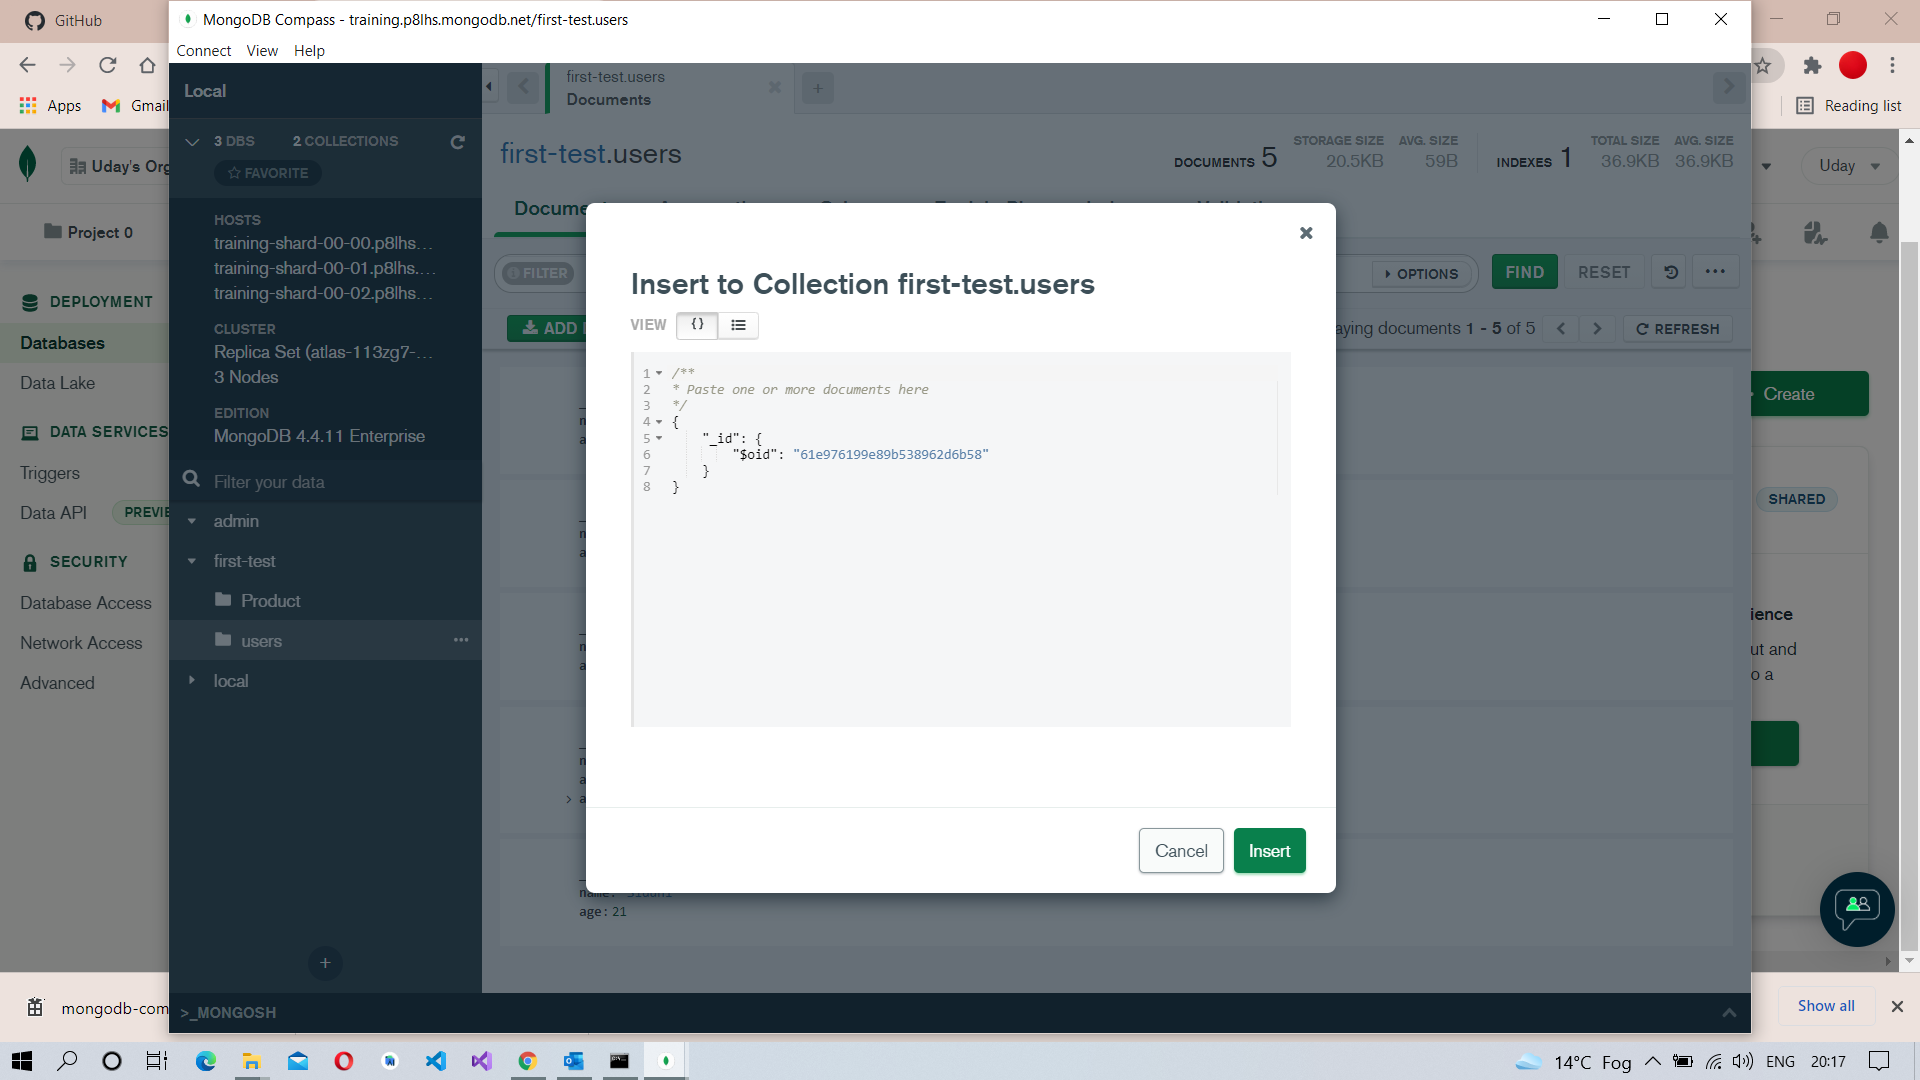 GitHub
MongoDB Compass - training.p8lhs.mongodb.net/first-test.users
Connect View Help
Apps
Gmail
Reading list
Local
first-test.users
Documents
3 DBS 2 COLLECTIONS
FAVORITE
first-test.users
DOCUMENTS 5
STORAGE SIZE 20.5KB
AVG. SIZE 59B
INDEXES 1
TOTAL SIZE 36.9KB
AVG. SIZE 36.9KB
Uday's Org
Uday
Project 0
HOSTS
training-shard-00-00.p8lhs...
training-shard-00-01.p8lhs....
training-shard-00-02.p8lhs...
CLUSTER
Replica Set (atlas-113zg7-...
3 Nodes
EDITION
MongoDB 4.4.11 Enterprise
Filter your data
admin
first-test
Product
users
local
DEPLOYMENT
Databases
Data Lake
DATA SERVICES
Triggers
Data API PREVIE
SECURITY
Database Access
Network Access
Advanced
FILTER
OPTIONS
FIND
RESET
ADD
aying documents 1 - 5 of 5
REFRESH
Insert to Collection first-test.users
VIEW {}
1 /**
2 * Paste one or more documents here
3 */
4 {
5 "_id": {
6 "$oid": "61e976199e89b538962d6b58"
7 }
8 }
Cancel
Insert
age: 21
Create
SHARED
ience
ut and
o a
>_MONGOSH
mongodb-com
Show all
14°C Fog
ENG
20:17